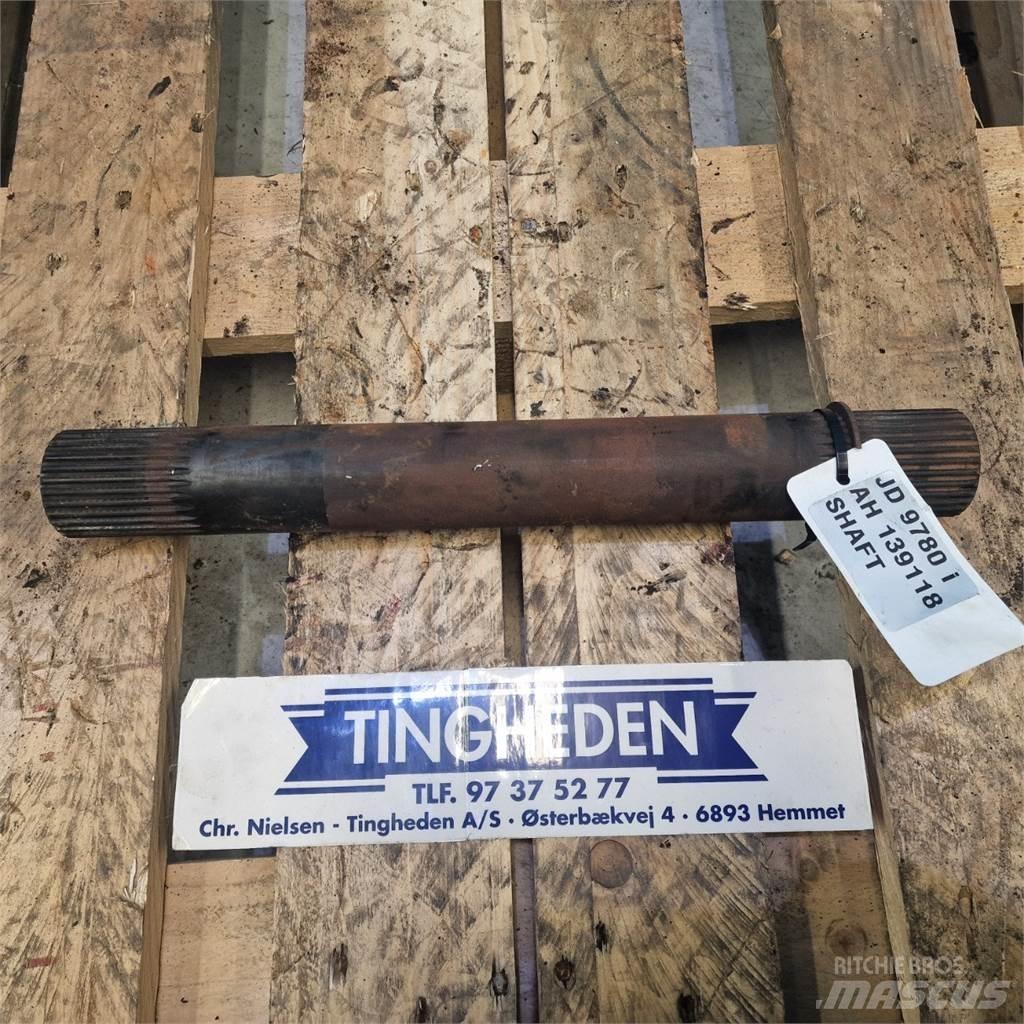 JD 9780 i
AH 139118
SHAFT
TINGHEDEN
TLF. 97 37 52 77
Chr. Nielsen - Tingheden A/S · Østerbækvej 4 · 6893 Hemmet
RITCHIE BROS.
MASCUS